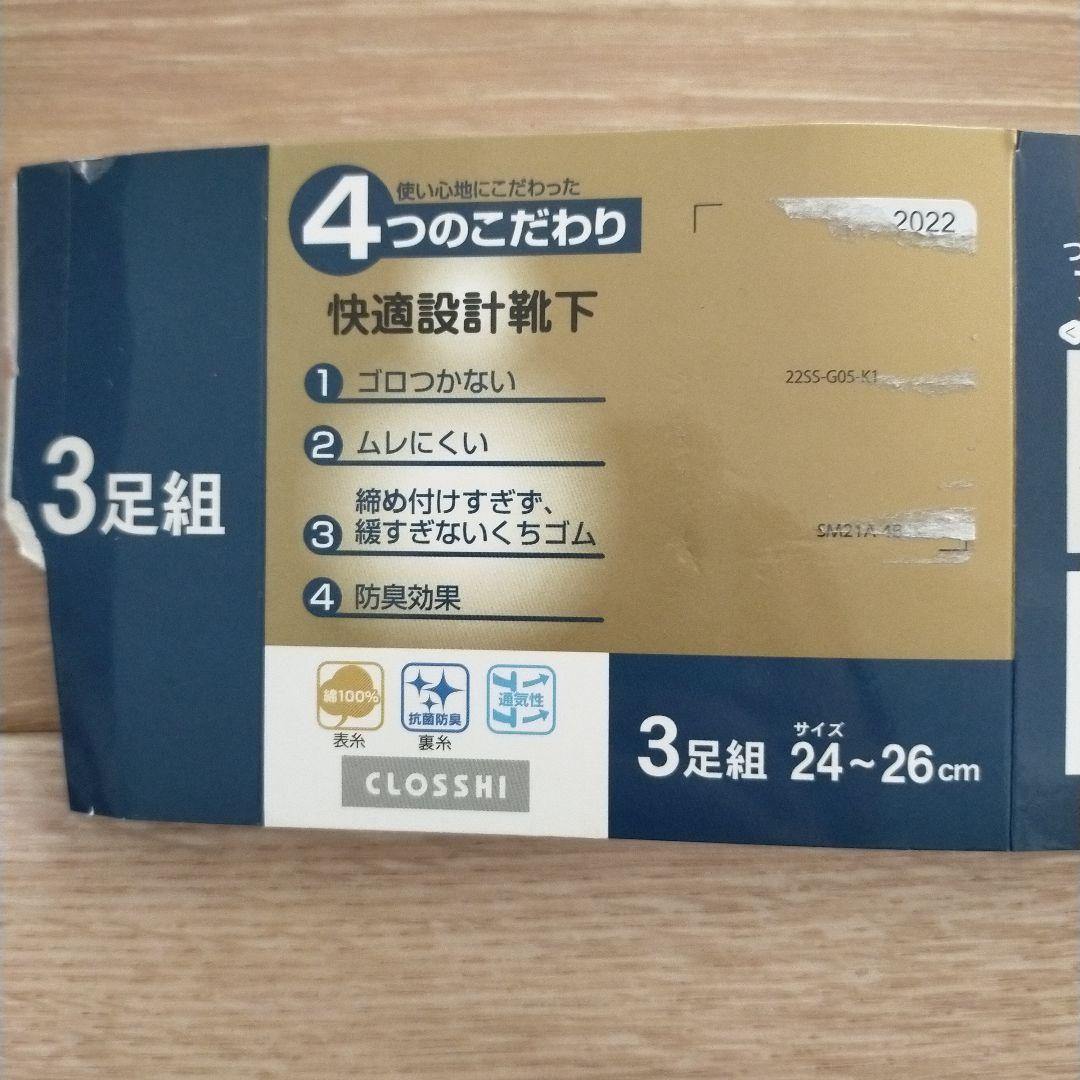 3足組
使い心地にこだわった
4つのこだわり
快適設計靴下
1 ゴロつかない
2 ムレにくい
3 締め付けすぎず、
緩すぎないくちゴム
4 防臭効果
綿100%
表糸
抗菌防臭
裏糸
通気性
CLOSSHI
2022
22SS-G05-K1
SM21A-4B
3足組 サイズ 24~26cm
つ